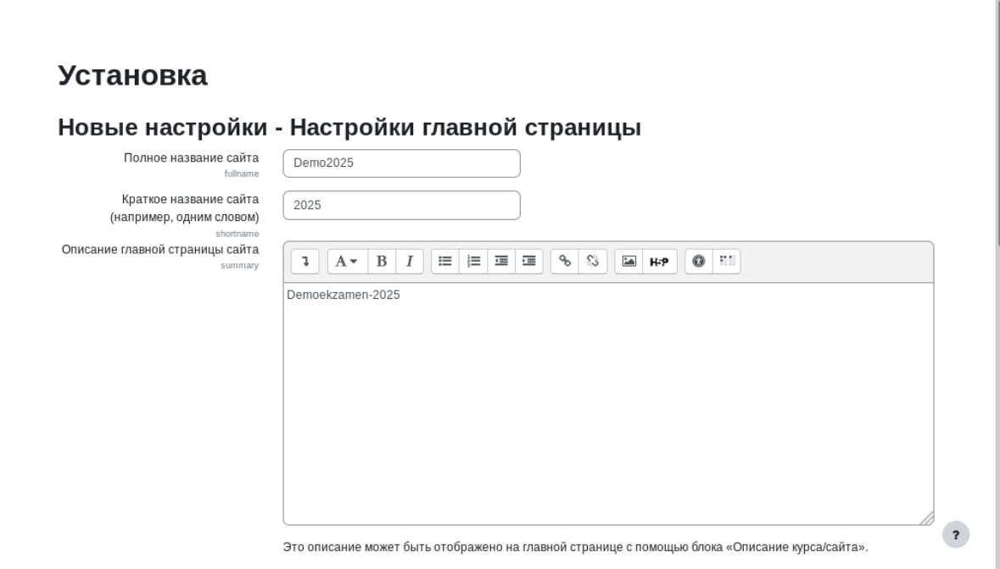 Установка
Новые настройки - Настройки главной страницы
Полное название сайта
fullname
Demo2025
Краткое название сайта
(например, одним словом)
shortname
2025
Описание главной страницы сайта
summary
A B I H-P
Demoekzamen-2025
Это описание может быть отображено на главной странице с помощью блока «Описание курса/сайта».
?